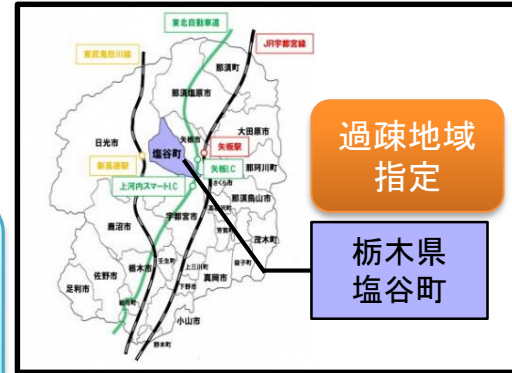 東北自動車道
JR宇都宮線
東武鬼怒川線
那須町
那須塩原市
大田原市
日光市
矢板市
矢板駅
塩谷町
新高徳駅
矢板I.C
那珂川町
さくら市
上河内スマートI.C
那須烏山市
宇都宮市
鹿沼市
芳賀町
茂木町
市貝町
益子町
栃木市
壬生町
上三川町
真岡市
佐野市
足利市
下野市
小山市
野木町
過疎地域
指定
栃木県
塩谷町